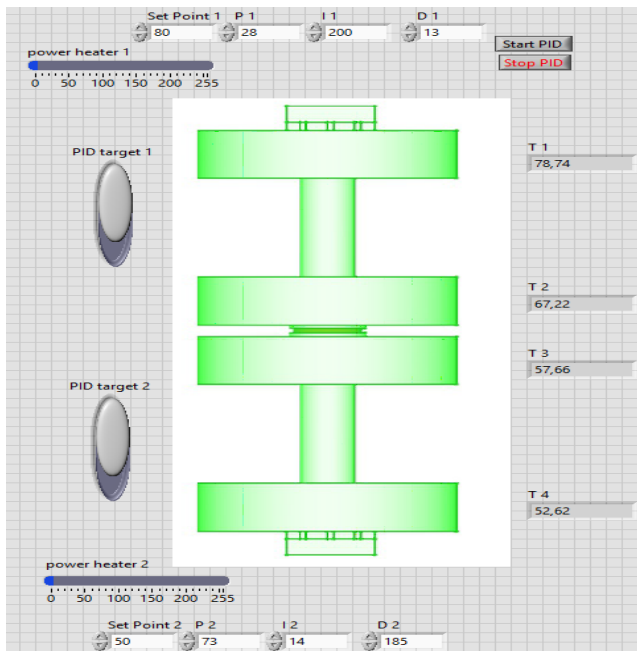 Set Point 1 P 1 I 1 D 1
80 28 200 13
Start PID
Stop PID
power heater 1
0 50 100 150 200 255
PID target 1
T 1
78,74
T 2
67,22
T 3
57,66
PID target 2
T 4
52,62
power heater 2
0 50 100 150 200 255
Set Point 2 P 2 I 2 D 2
50 73 14 185